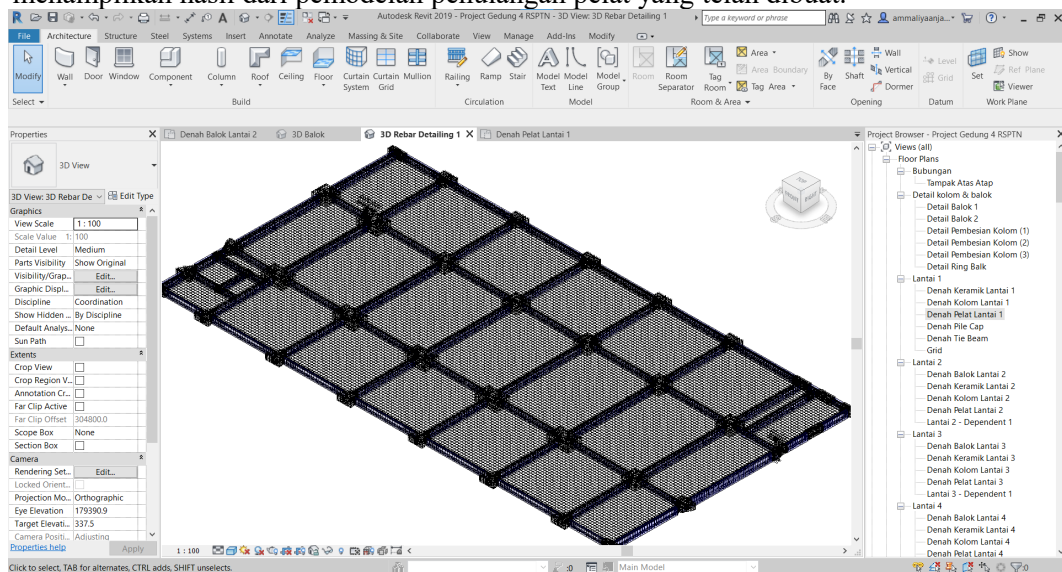 menampilkan hasil dari pemodelan penulangan pelat yang telah dibuat.
Autodesk Revit 2019 - Project Gedung 4 RSPTN - 3D View: 3D Rebar Detailing 1
Type a keyword or phrase
ammaliyaanja...
File Architecture Structure Steel Systems Insert Annotate Analyze Massing & Site Collaborate View Manage Add-Ins Modify
Modify Wall Door Window Component Column Roof Ceiling Floor Curtain System Curtain Grid Mullion Railing Ramp Stair Model Text Model Line Model Group Room Room Separator Tag Room
Area
Area Boundary
Tag Area
By Face Shaft
Wall
Vertical
Dormer
Level
Grid
Set
Show
Ref Plane
Viewer
Select Build Circulation Model Room & Area Opening Datum Work Plane
Properties
Denah Balok Lantai 2 3D Balok 3D Rebar Detailing 1 Denah Pelat Lantai 1
3D View
3D View: 3D Rebar De Edit Type
Graphics
View Scale 1 : 100
Scale Value 1: 100
Detail Level Medium
Parts Visibility Show Original
Visibility/Grap... Edit...
Graphic Displ... Edit...
Discipline Coordination
Show Hidden ... By Discipline
Default Analys... None
Sun Path
Extents
Crop View
Crop Region V...
Annotation Cr...
Far Clip Active
Far Clip Offset 304800.0
Scope Box None
Section Box
Camera
Rendering Set... Edit...
Locked Orient...
Projection Mo... Orthographic
Eye Elevation 179390.9
Target Elevati... 337.5
Camera Positi... Adjusting
Properties help Apply
1 : 100
Project Browser - Project Gedung 4 RSPTN
Views (all)
Floor Plans
Bubungan
Tampak Atas Atap
Detail kolom & balok
Detail Balok 1
Detail Balok 2
Detail Pembesian Kolom (1)
Detail Pembesian Kolom (2)
Detail Pembesian Kolom (3)
Detail Ring Balk
Lantai 1
Denah Keramik Lantai 1
Denah Kolom Lantai 1
Denah Pelat Lantai 1
Denah Pile Cap
Denah Tie Beam
Grid
Lantai 2
Denah Balok Lantai 2
Denah Keramik Lantai 2
Denah Kolom Lantai 2
Denah Pelat Lantai 2
Lantai 2 - Dependent 1
Lantai 3
Denah Balok Lantai 3
Denah Keramik Lantai 3
Denah Kolom Lantai 3
Denah Pelat Lantai 3
Lantai 3 - Dependent 1
Lantai 4
Denah Balok Lantai 4
Denah Keramik Lantai 4
Denah Kolom Lantai 4
Denah Pelat Lantai 4
Click to select, TAB for alternates, CTRL adds, SHIFT unselects.
:0 Main Model :0